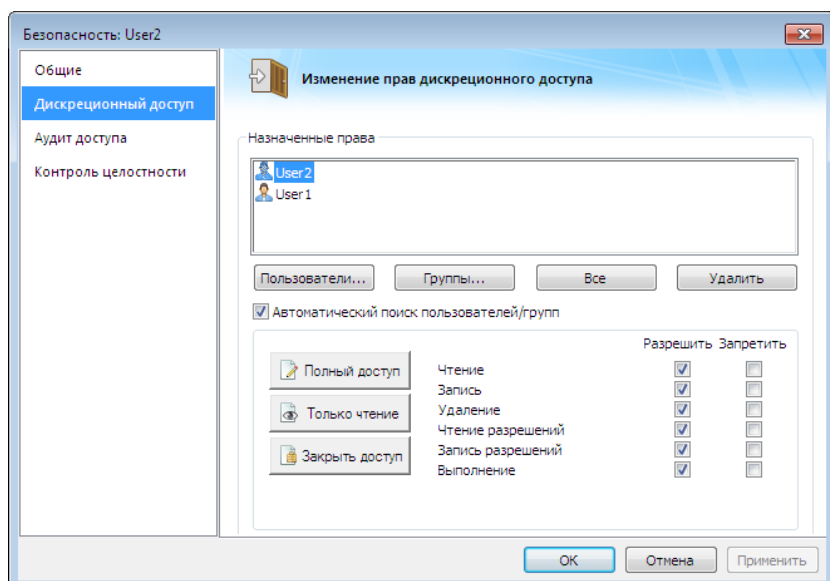 Безопасность: User2
Общие
Дискреционный доступ
Аудит доступа
Контроль целостности
Изменение прав дискреционного доступа
Назначенные права
User2
User1
Пользователи... Группы... Все Удалить
Автоматический поиск пользователей/групп
Разрешить Запретить
Полный доступ
Только чтение
Закрыть доступ
Чтение
Запись
Удаление
Чтение разрешений
Запись разрешений
Выполнение
ОК Отмена Применить